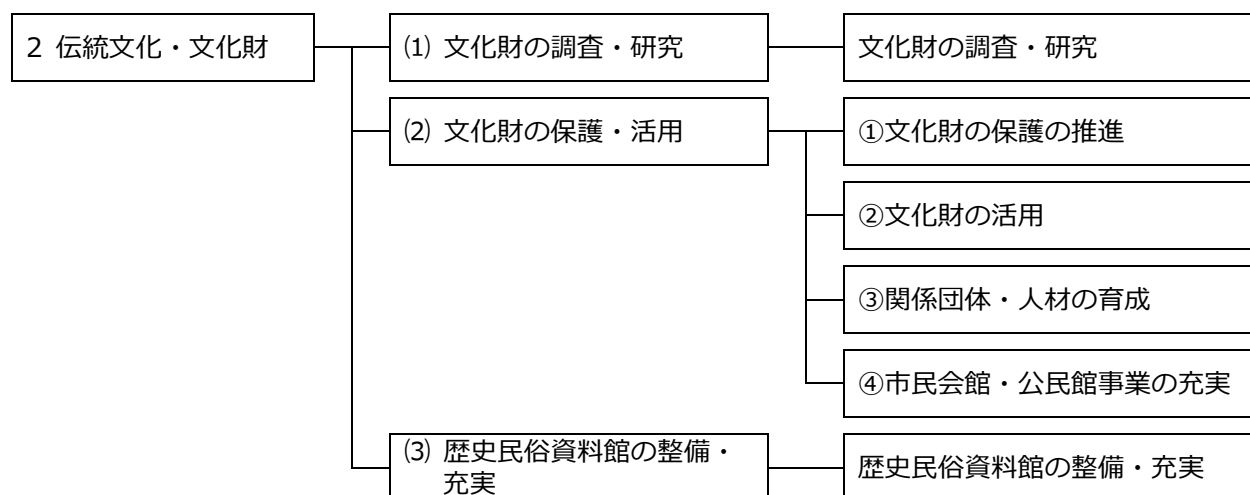 2 伝統文化・文化財
⑴ 文化財の調査・研究
文化財の調査・研究
⑵ 文化財の保護・活用
①文化財の保護の推進
②文化財の活用
③関係団体・人材の育成
④市民会館・公民館事業の充実
⑶ 歴史民俗資料館の整備・
充実
歴史民俗資料館の整備・充実